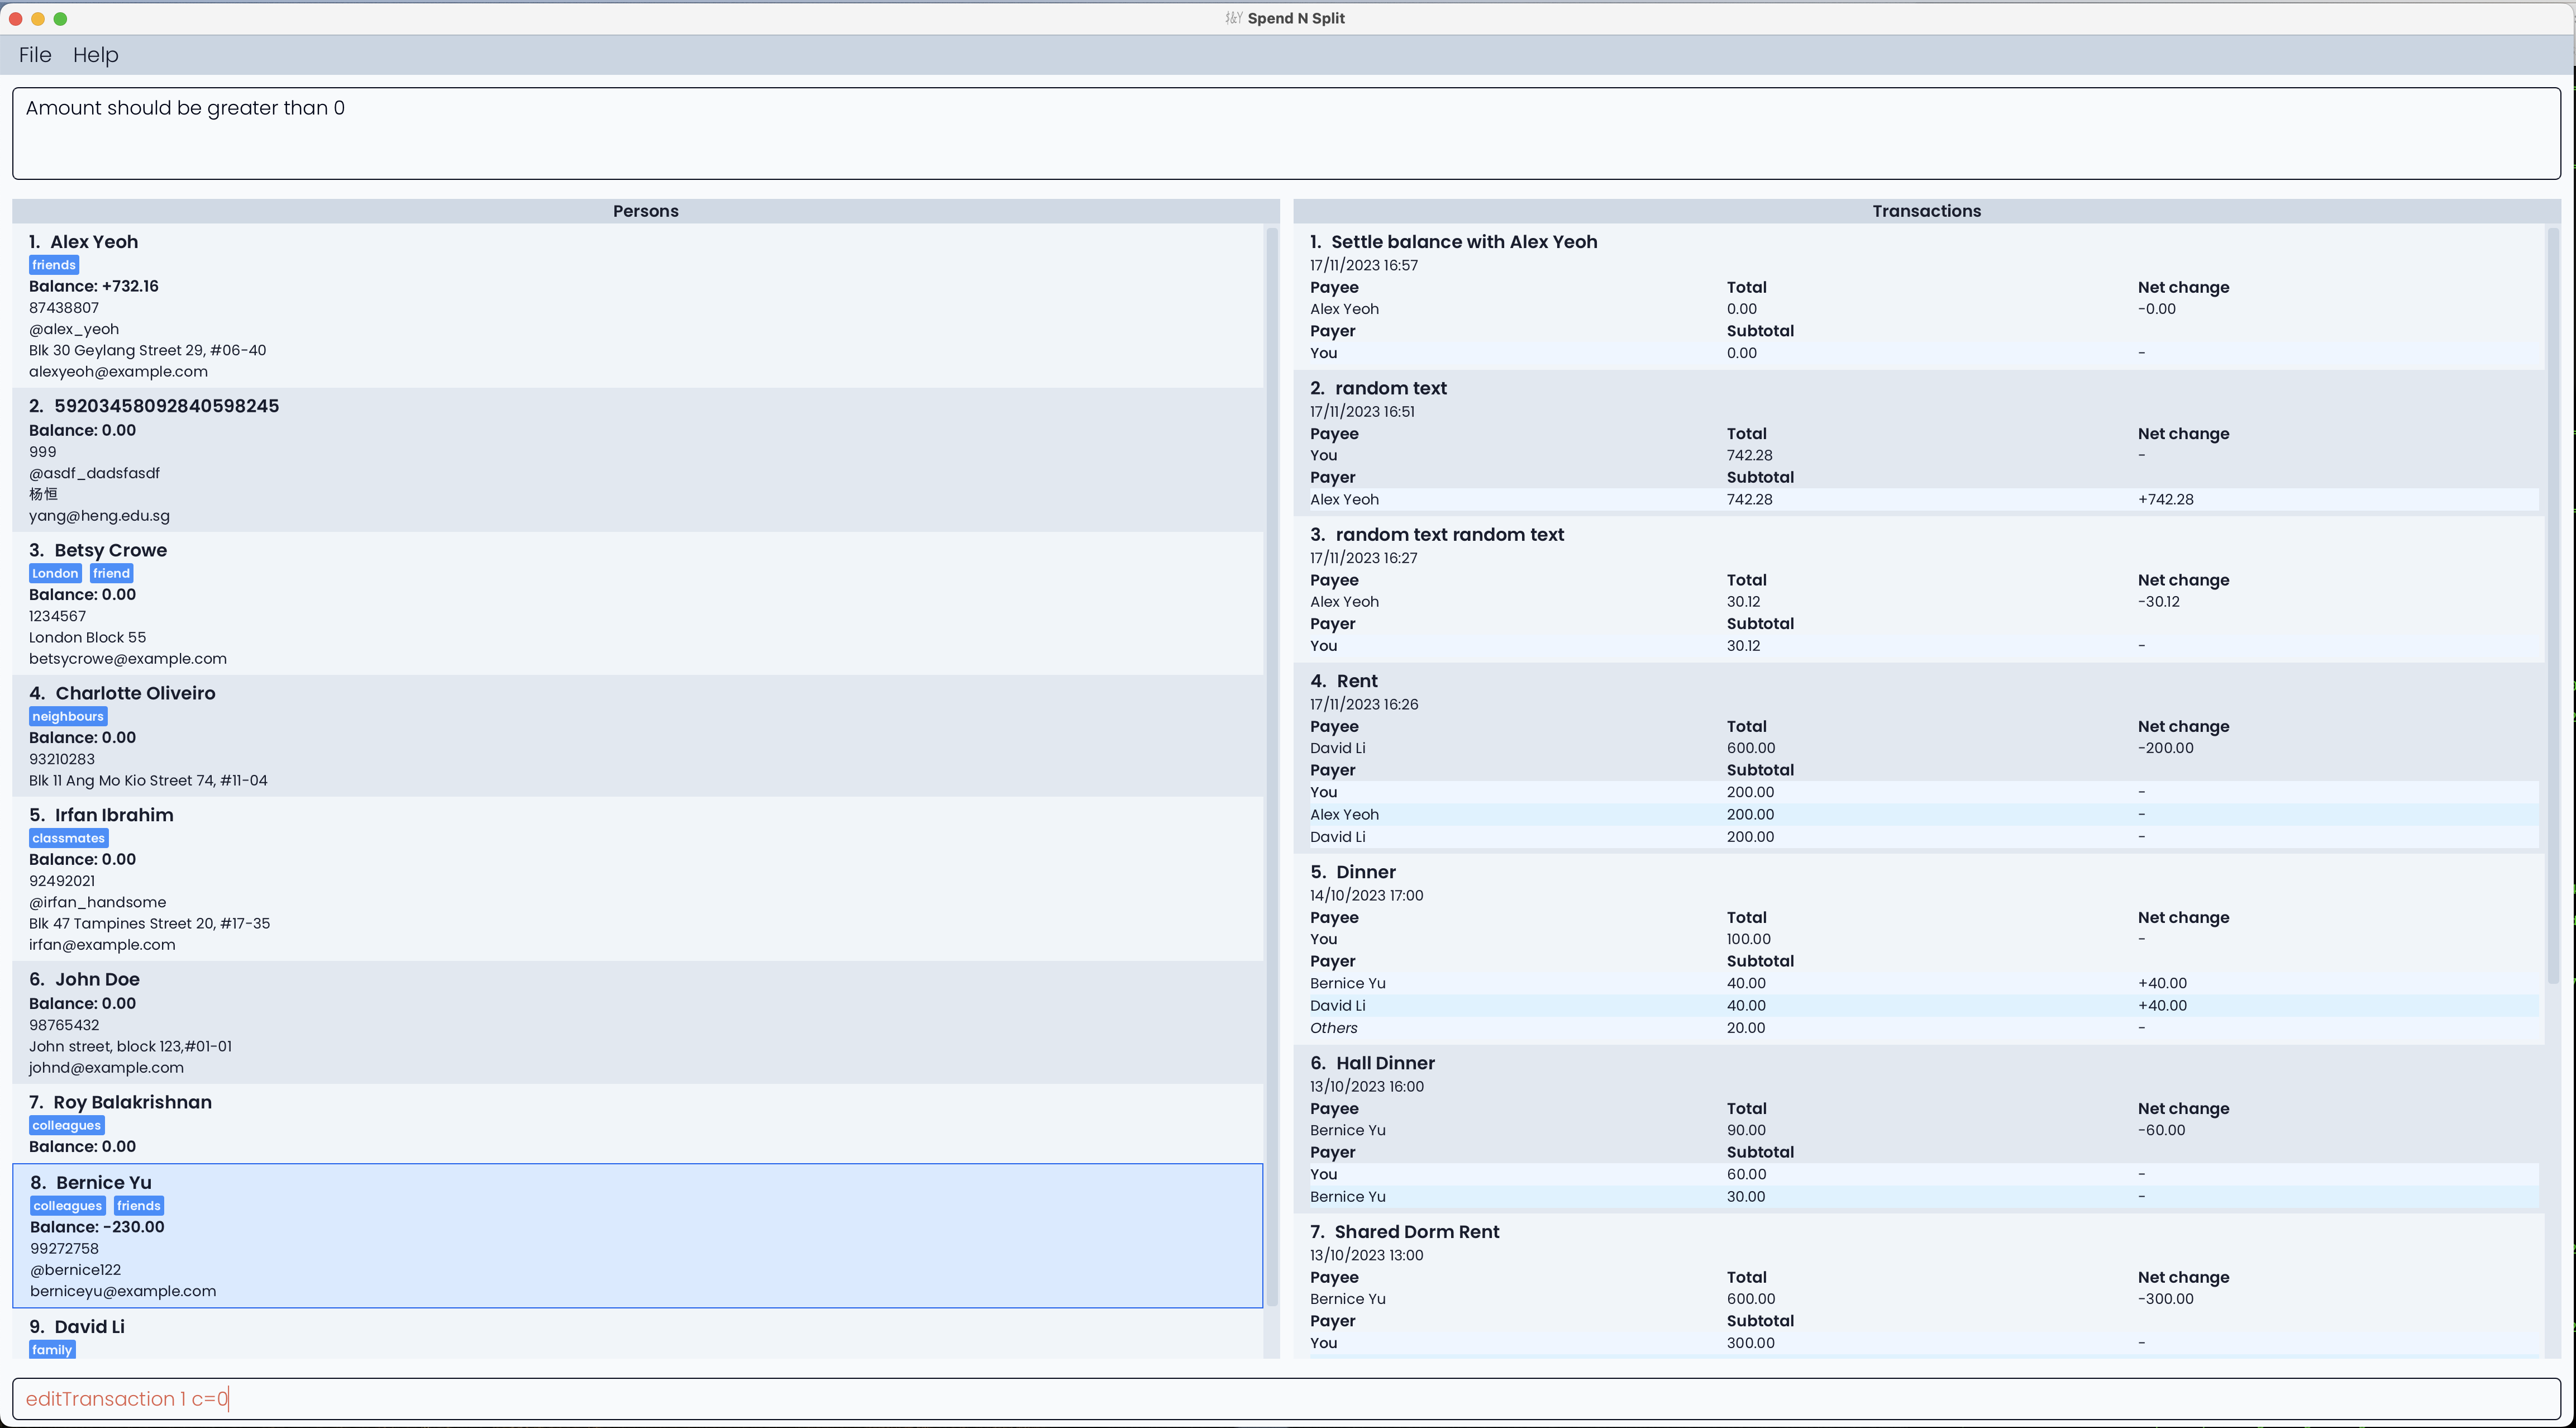 Spend N Split
File Help
Amount should be greater than 0
Persons
1. Alex Yeoh
friends
Balance: +732.16
87438807
@alex_yeoh
Blk 30 Geylang Street 29, #06-40
alexyeoh@example.com
2. 59203458092840598245
Balance: 0.00
999
@asdf_dadsfasdf
杨恒
yang@heng.edu.sg
3. Betsy Crowe
London friend
Balance: 0.00
1234567
London Block 55
betsycrowe@example.com
4. Charlotte Oliveiro
neighbours
Balance: 0.00
93210283
Blk 11 Ang Mo Kio Street 74, #11-04
5. Irfan Ibrahim
classmates
Balance: 0.00
92492021
@irfan_handsome
Blk 47 Tampines Street 20, #17-35
irfan@example.com
6. John Doe
Balance: 0.00
98765432
John street, block 123,#01-01
johnd@example.com
7. Roy Balakrishnan
colleagues
Balance: 0.00
8. Bernice Yu
colleagues friends
Balance: -230.00
99272758
@bernice122
berniceyu@example.com
9. David Li
family
Transactions
1. Settle balance with Alex Yeoh
17/11/2023 16:57
Payee Total Net change
Alex Yeoh 0.00 -0.00
Payer Subtotal
You 0.00 -
2. random text
17/11/2023 16:51
Payee Total Net change
You 742.28 -
Payer Subtotal
Alex Yeoh 742.28 +742.28
3. random text random text
17/11/2023 16:27
Payee Total Net change
Alex Yeoh 30.12 -30.12
Payer Subtotal
You 30.12 -
4. Rent
17/11/2023 16:26
Payee Total Net change
David Li 600.00 -200.00
Payer Subtotal
You 200.00 -
Alex Yeoh 200.00 -
David Li 200.00 -
5. Dinner
14/10/2023 17:00
Payee Total Net change
You 100.00 -
Payer Subtotal
Bernice Yu 40.00 +40.00
David Li 40.00 +40.00
Others 20.00 -
6. Hall Dinner
13/10/2023 16:00
Payee Total Net change
Bernice Yu 90.00 -60.00
Payer Subtotal
You 60.00 -
Bernice Yu 30.00 -
7. Shared Dorm Rent
13/10/2023 13:00
Payee Total Net change
Bernice Yu 600.00 -300.00
Payer Subtotal
You 300.00 -
editTransaction 1 c=0